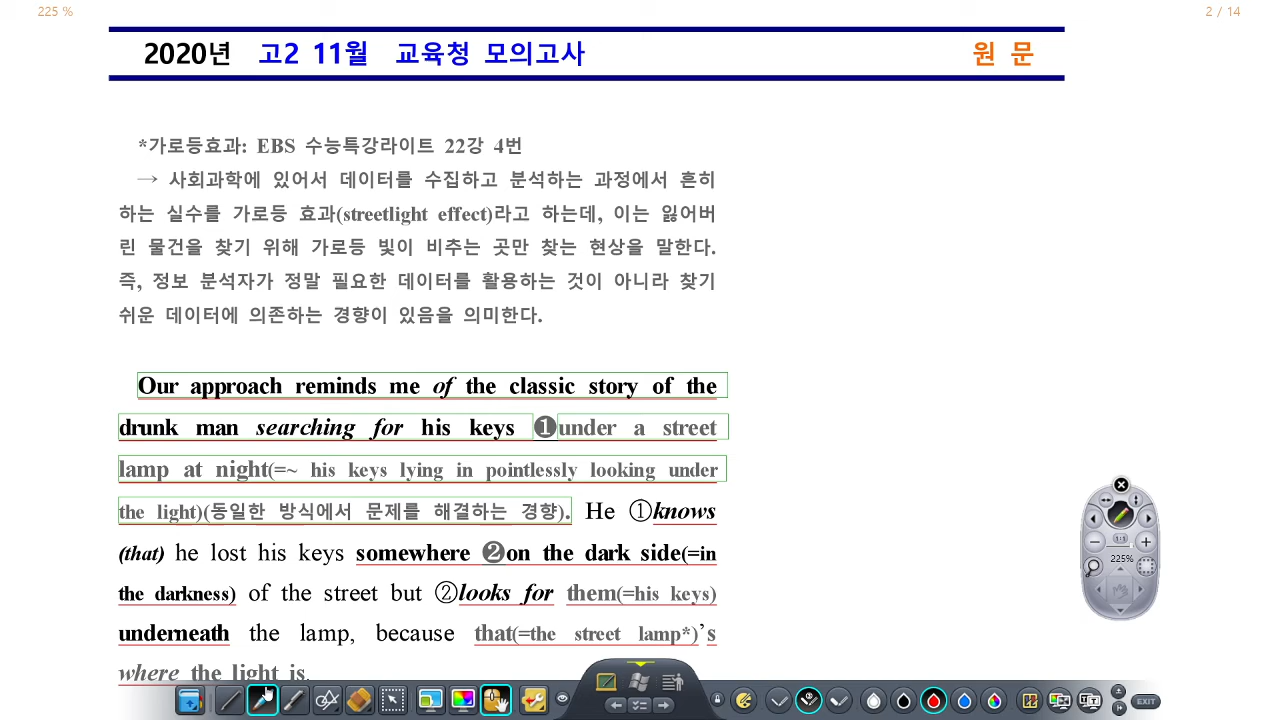 225 %
2 / 14
2020년 고2 11월 교육청 모의고사 원 문
*가로등효과: EBS 수능특강라이트 22강 4번
→ 사회과학에 있어서 데이터를 수집하고 분석하는 과정에서 흔히
하는 실수를 가로등 효과(streetlight effect)라고 하는데, 이는 잃어버
린 물건을 찾기 위해 가로등 빛이 비추는 곳만 찾는 현상을 말한다.
즉, 정보 분석자가 정말 필요한 데이터를 활용하는 것이 아니라 찾기
쉬운 데이터에 의존하는 경향이 있음을 의미한다.
Our approach reminds me of the classic story of the
drunk man searching for his keys ❶under a street
lamp at night(=~ his keys lying in pointlessly looking under
the light)(동일한 방식에서 문제를 해결하는 경향). He ①knows
(that) he lost his keys somewhere ❷on the dark side(=in
the darkness) of the street but ②looks for them(=his keys)
underneath the lamp, because that(=the street lamp*)'s
where the light is.
1:1
225%
EXIT